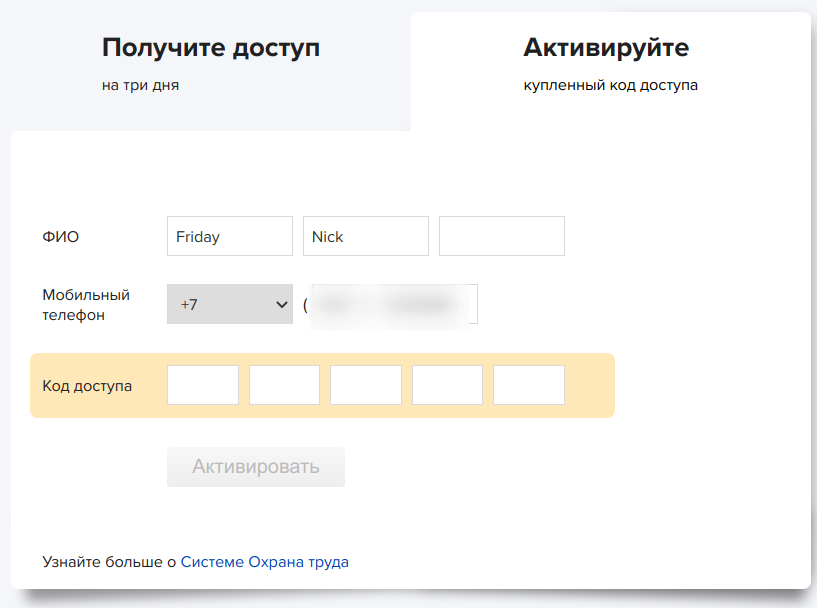 Получите доступ
на три дня
Активируйте
купленный код доступа
ФИО
Friday
Nick
Мобильный
телефон
+7
(
Код доступа
Активировать
Узнайте больше о Системе Охрана труда